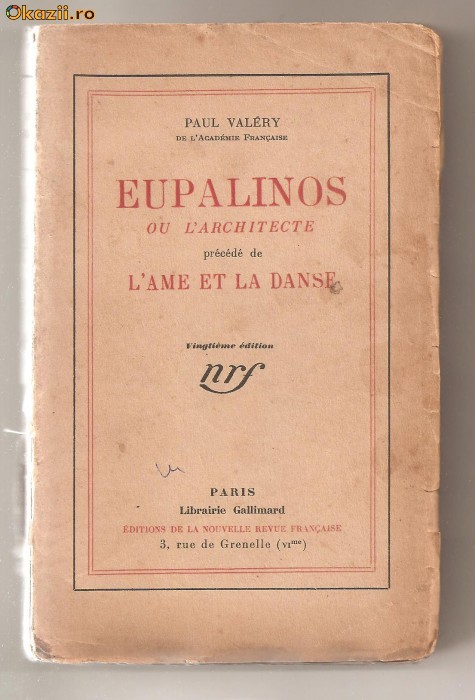 Okazii.ro
PAUL VALÉRY
DE L'ACADÉMIE FRANÇAISE
EUPALINOS
OU L'ARCHITECTE
précédé de
L'AME ET LA DANSE
Vingtième édition
nrf
PARIS
Librairie Gallimard
ÉDITIONS DE LA NOUVELLE REVUE FRANÇAISE
3, rue de Grenelle (VIme)